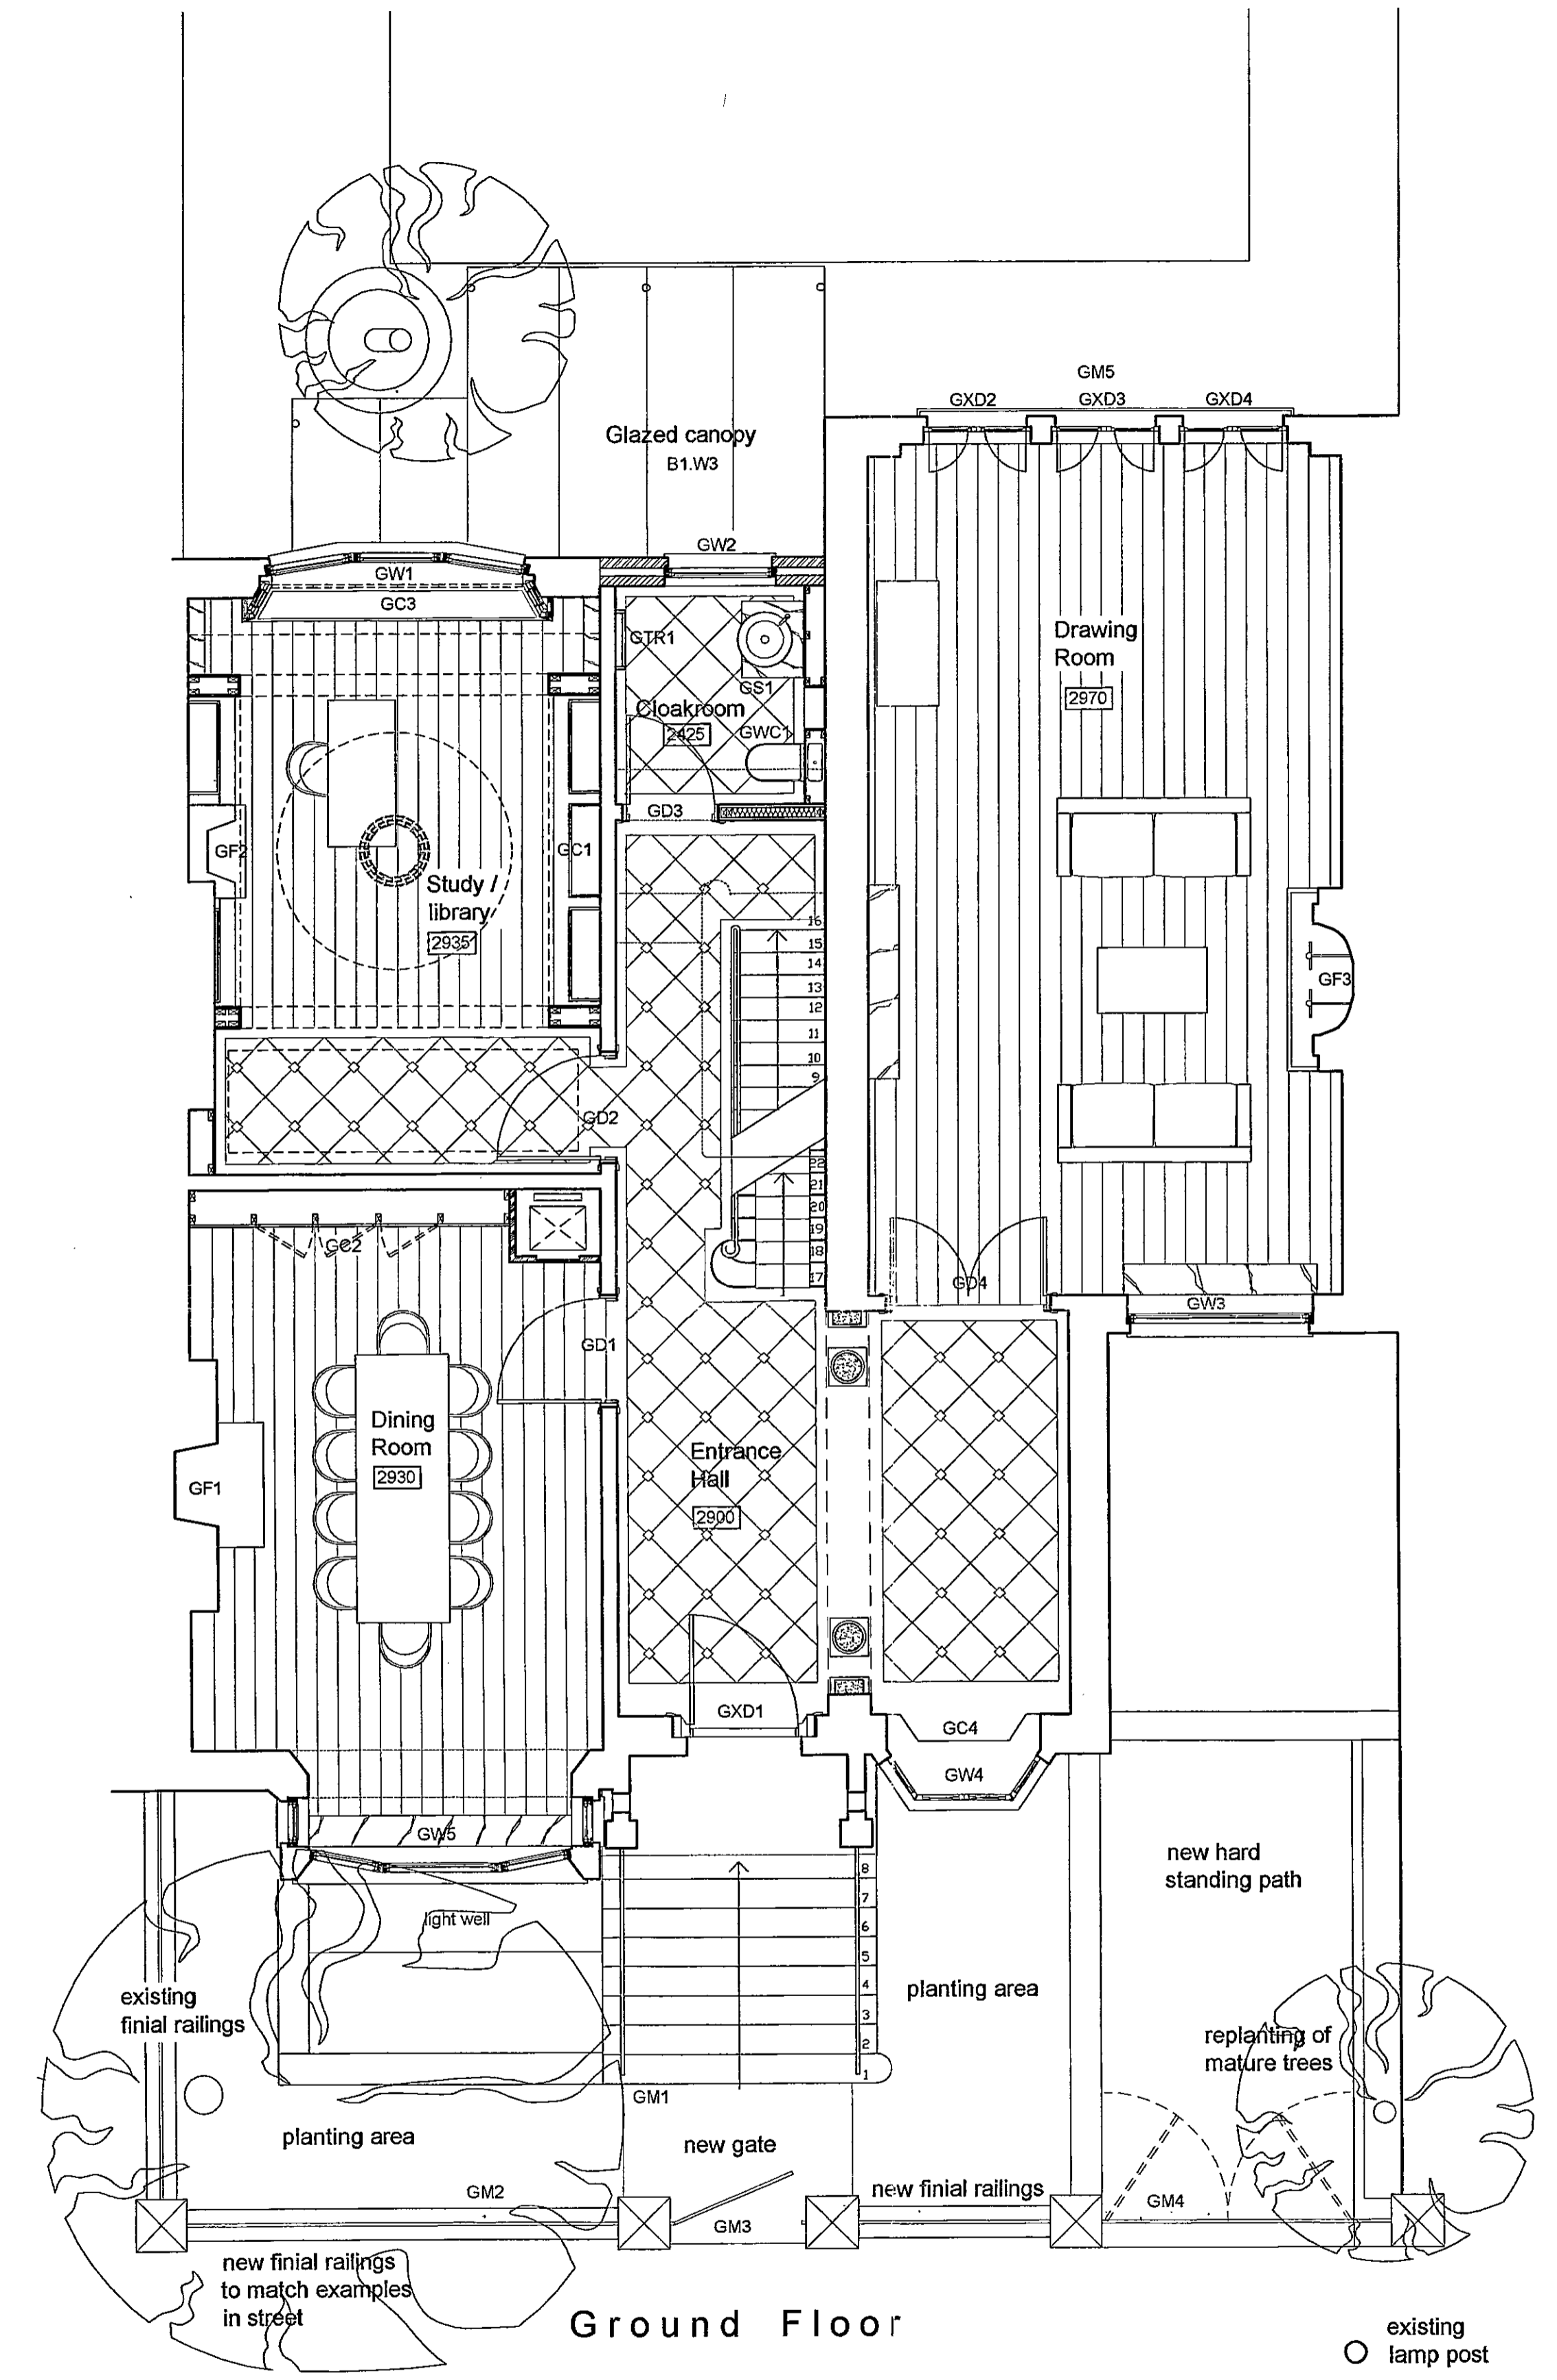 GM5
GXD2 GXD3 GXD4
Glazed canopy
B1.W3
GW2
GW1
GC3
GTR1
GS1
Cloakroom
2425
GWC1
GD3
Drawing
Room
2970
GF2
GC1
Study /
library
2935
16
15
14
13
12
11
10
9
GF3
GD2
22
21
20
19
18
17
GC2
GD4
GW3
GD1
Dining
Room
2930
GF1
Entrance
Hall
2900
GXD1
GC4
GW4
GW5
light well
8
7
6
5
4
3
2
1
new hard
standing path
planting area
existing
finial railings
replanting of
mature trees
GM1
planting area
new gate
GM2
new finial railings
GM3
GM4
new finial railings
to match examples
in street
Ground Floor
existing
lamp post